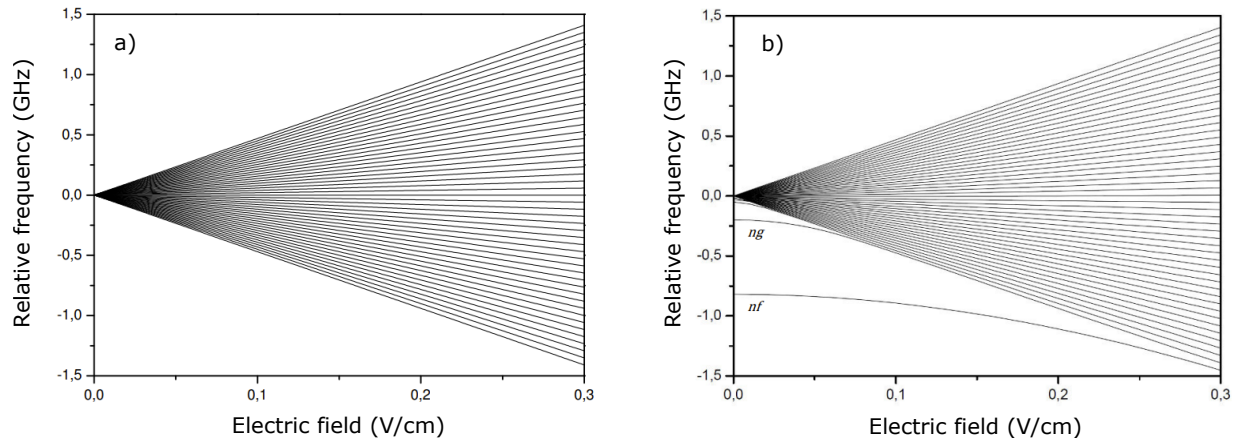 a)
Relative frequency (GHz)
1,5
1,0
0,5
0,0
-0,5
-1,0
-1,5
0,0 0,1 0,2 0,3
Electric field (V/cm)
b)
Relative frequency (GHz)
1,5
1,0
0,5
0,0
-0,5
-1,0
-1,5
ng
nf
0,0 0,1 0,2 0,3
Electric field (V/cm)